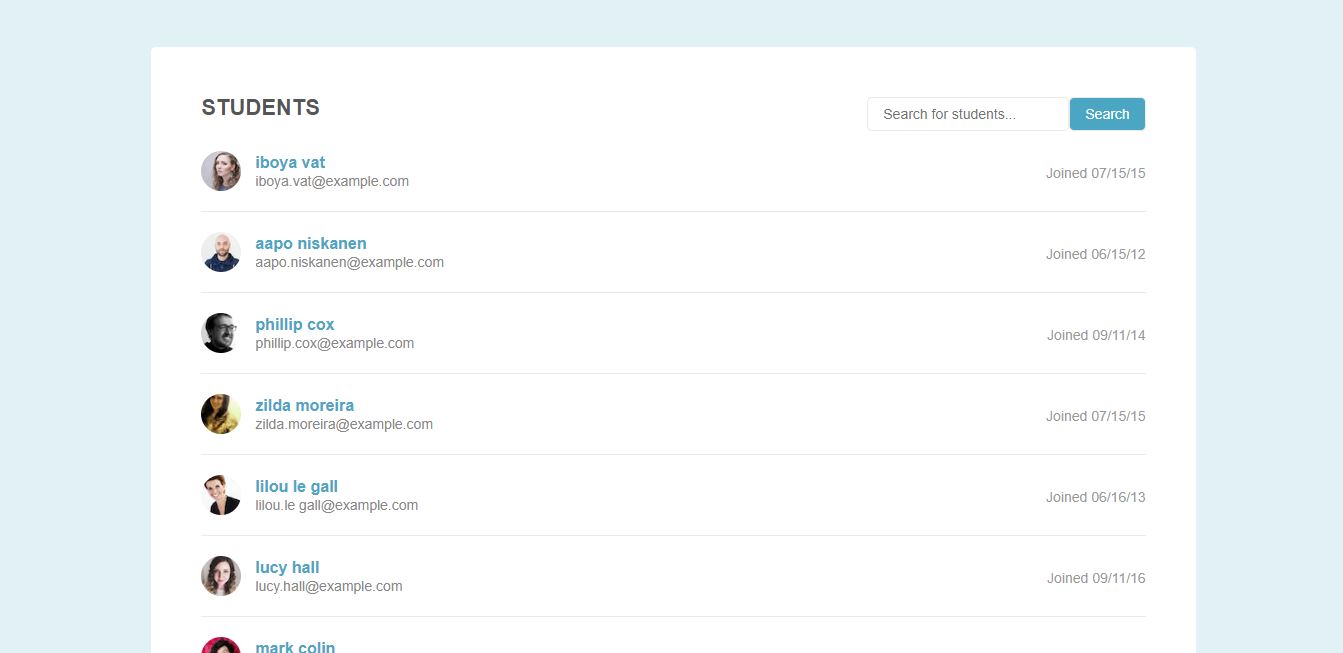 STUDENTS
Search for students...
Search
iboya vat
iboya.vat@example.com
Joined 07/15/15
aapo niskanen
aapo.niskanen@example.com
Joined 06/15/12
phillip cox
phillip.cox@example.com
Joined 09/11/14
zilda moreira
zilda.moreira@example.com
Joined 07/15/15
lilou le gall
lilou.le gall@example.com
Joined 06/16/13
lucy hall
lucy.hall@example.com
Joined 09/11/16
mark colin